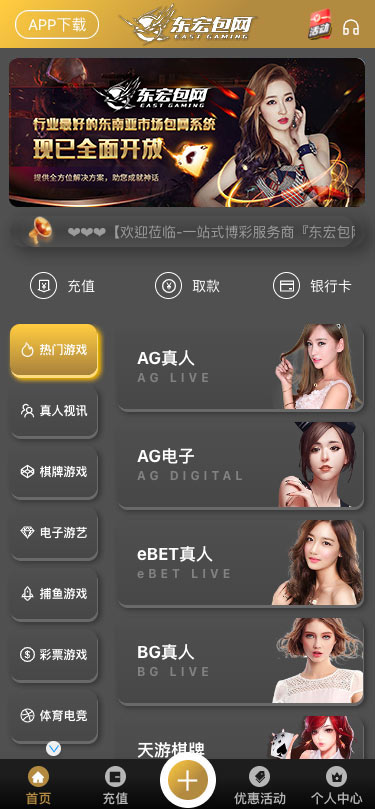 APP下载
东宏包网
EAST GAMING
活动
东宏包网
EAST GAMING
行业最好的东南亚市场包网系统
现已全面开放
提供全方位解决方案，助您成就神话
❤❤❤【欢迎莅临-一站式博彩服务商『东宏包网
充值
取款
银行卡
热门游戏
真人视讯
棋牌游戏
电子游艺
捕鱼游戏
彩票游戏
体育电竞
AG真人
AG LIVE
AG电子
AG DIGITAL
eBET真人
eBET LIVE
BG真人
BG LIVE
天游棋牌
首页
充值
优惠活动
个人中心